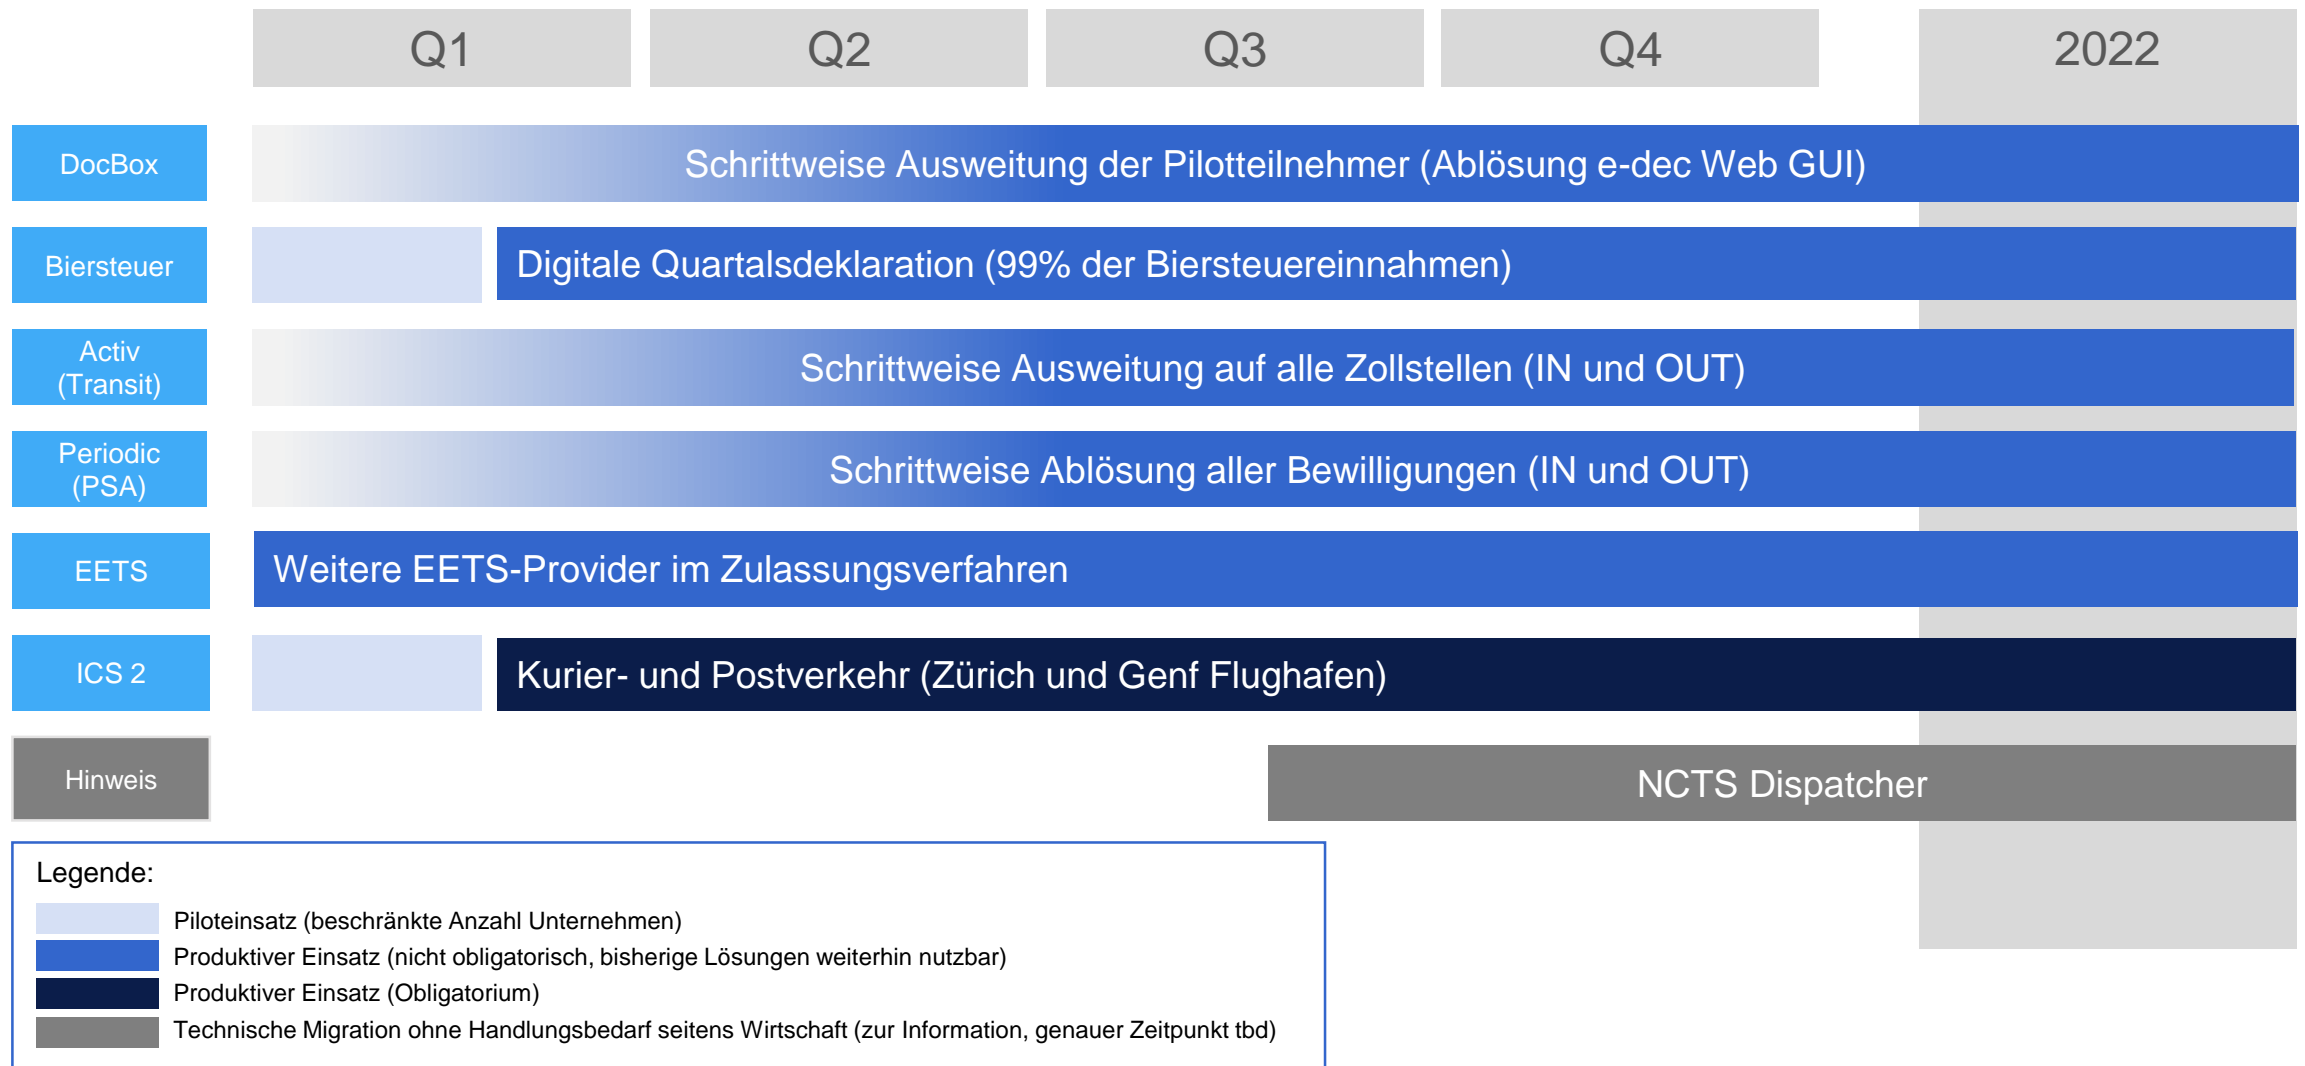 Q1
Q2
Q3
Q4
2022
DocBox
Schrittweise Ausweitung der Pilotteilnehmer (Ablösung e-dec Web GUI)
Biersteuer
Digitale Quartalsdeklaration (99% der Biersteuereinnahmen)
Activ
(Transit)
Schrittweise Ausweitung auf alle Zollstellen (IN und OUT)
Periodic
(PSA)
Schrittweise Ablösung aller Bewilligungen (IN und OUT)
EETS
Weitere EETS-Provider im Zulassungsverfahren
ICS 2
Kurier- und Postverkehr (Zürich und Genf Flughafen)
Hinweis
NCTS Dispatcher
Legende:
Piloteinsatz (beschränkte Anzahl Unternehmen)
Produktiver Einsatz (nicht obligatorisch, bisherige Lösungen weiterhin nutzbar)
Produktiver Einsatz (Obligatorium)
Technische Migration ohne Handlungsbedarf seitens Wirtschaft (zur Information, genauer Zeitpunkt tbd)